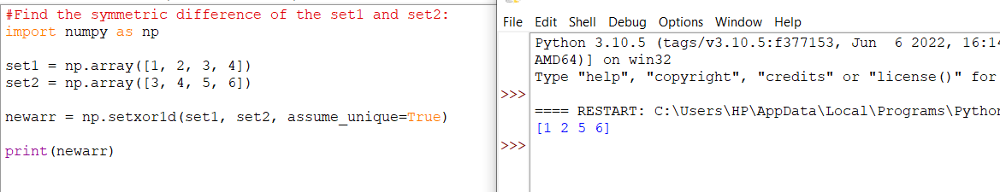 #Find the symmetric difference of the set1 and set2:
import numpy as np
set1 = np.array([1, 2, 3, 4])
set2 = np.array([3, 4, 5, 6])
newarr = np.setxor1d(set1, set2, assume_unique=True)
print(newarr)
File Edit Shell Debug Options Window Help
Python 3.10.5 (tags/v3.10.5:f377153, Jun  6 2022, 16:14
AMD64)] on win32
Type "help", "copyright", "credits" or "license()" for
>>>
==== RESTART: C:\Users\HP\AppData\Local\Programs\Python
[1 2 5 6]
>>>